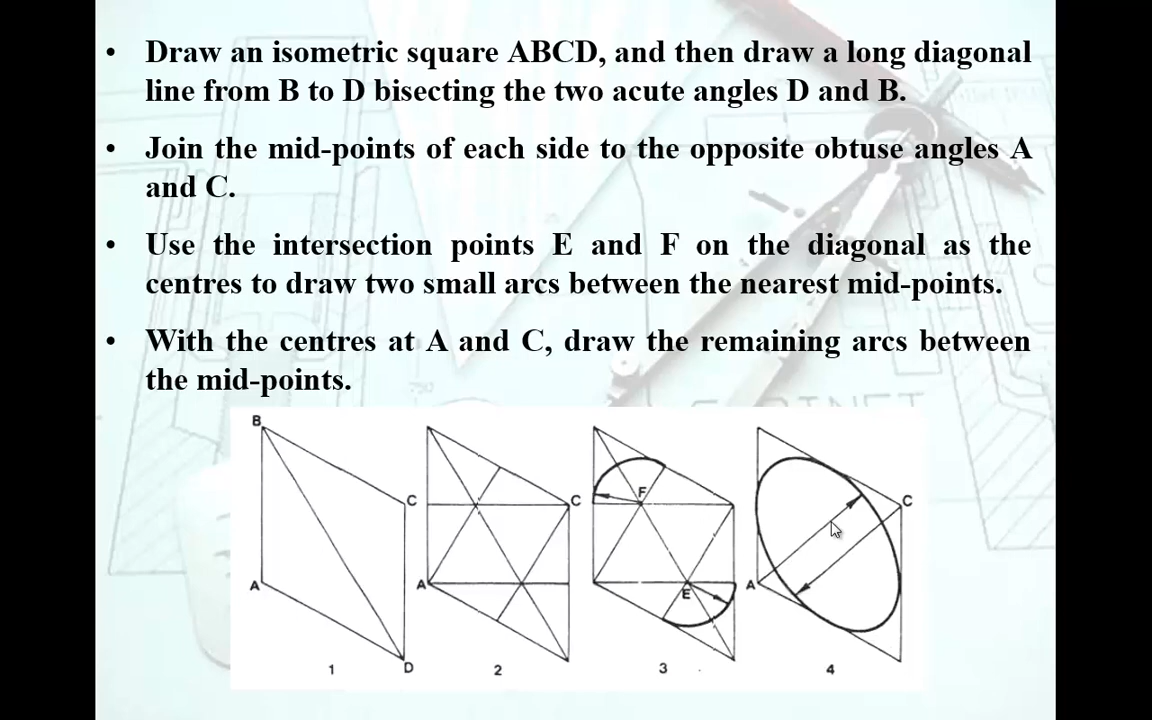 • Draw an isometric square ABCD, and then draw a long diagonal
line from B to D bisecting the two acute angles D and B.
• Join the mid-points of each side to the opposite obtuse angles A
and C.
• Use the intersection points E and F on the diagonal as the
centres to draw two small arcs between the nearest mid-points.
• With the centres at A and C, draw the remaining arcs between
the mid-points.
B
C C F C
A A E A
D
1 2 3 4